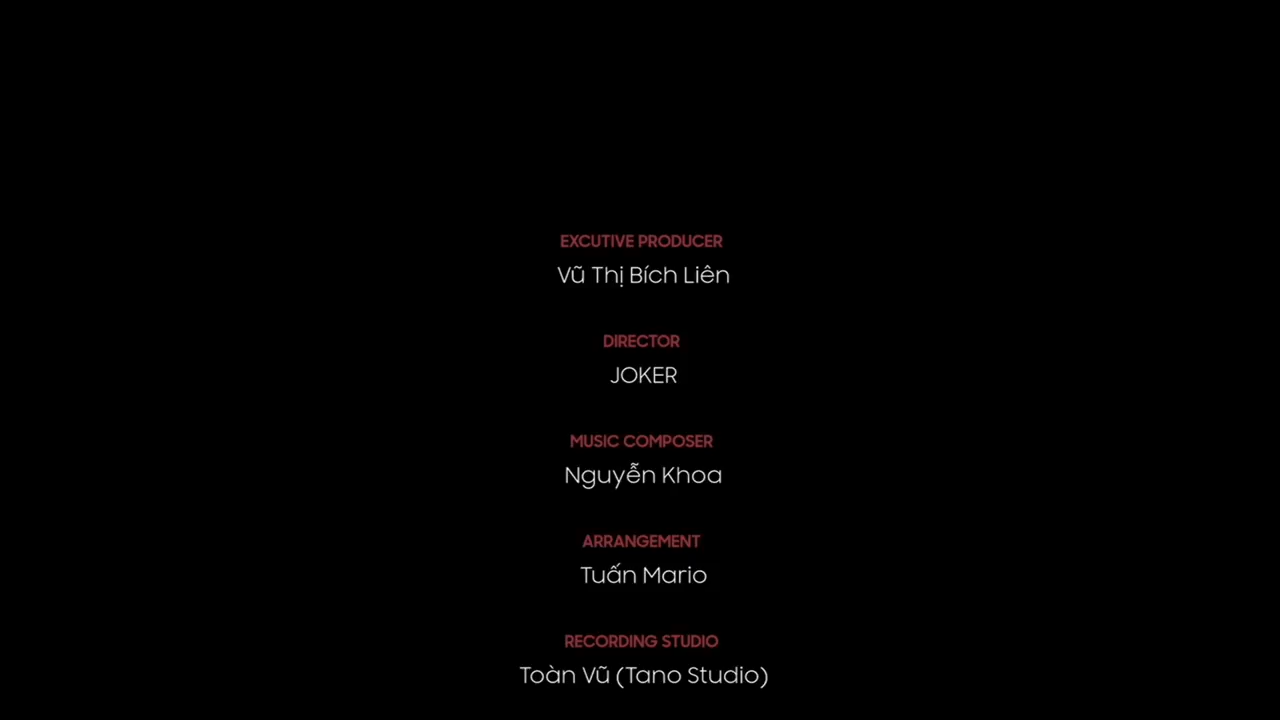 EXCUTIVE PRODUCER
Vũ Thị Bích Liên
DIRECTOR
JOKER
MUSIC COMPOSER
Nguyễn Khoa
ARRANGEMENT
Tuấn Mario
RECORDING STUDIO
Toàn Vũ (Tano Studio)